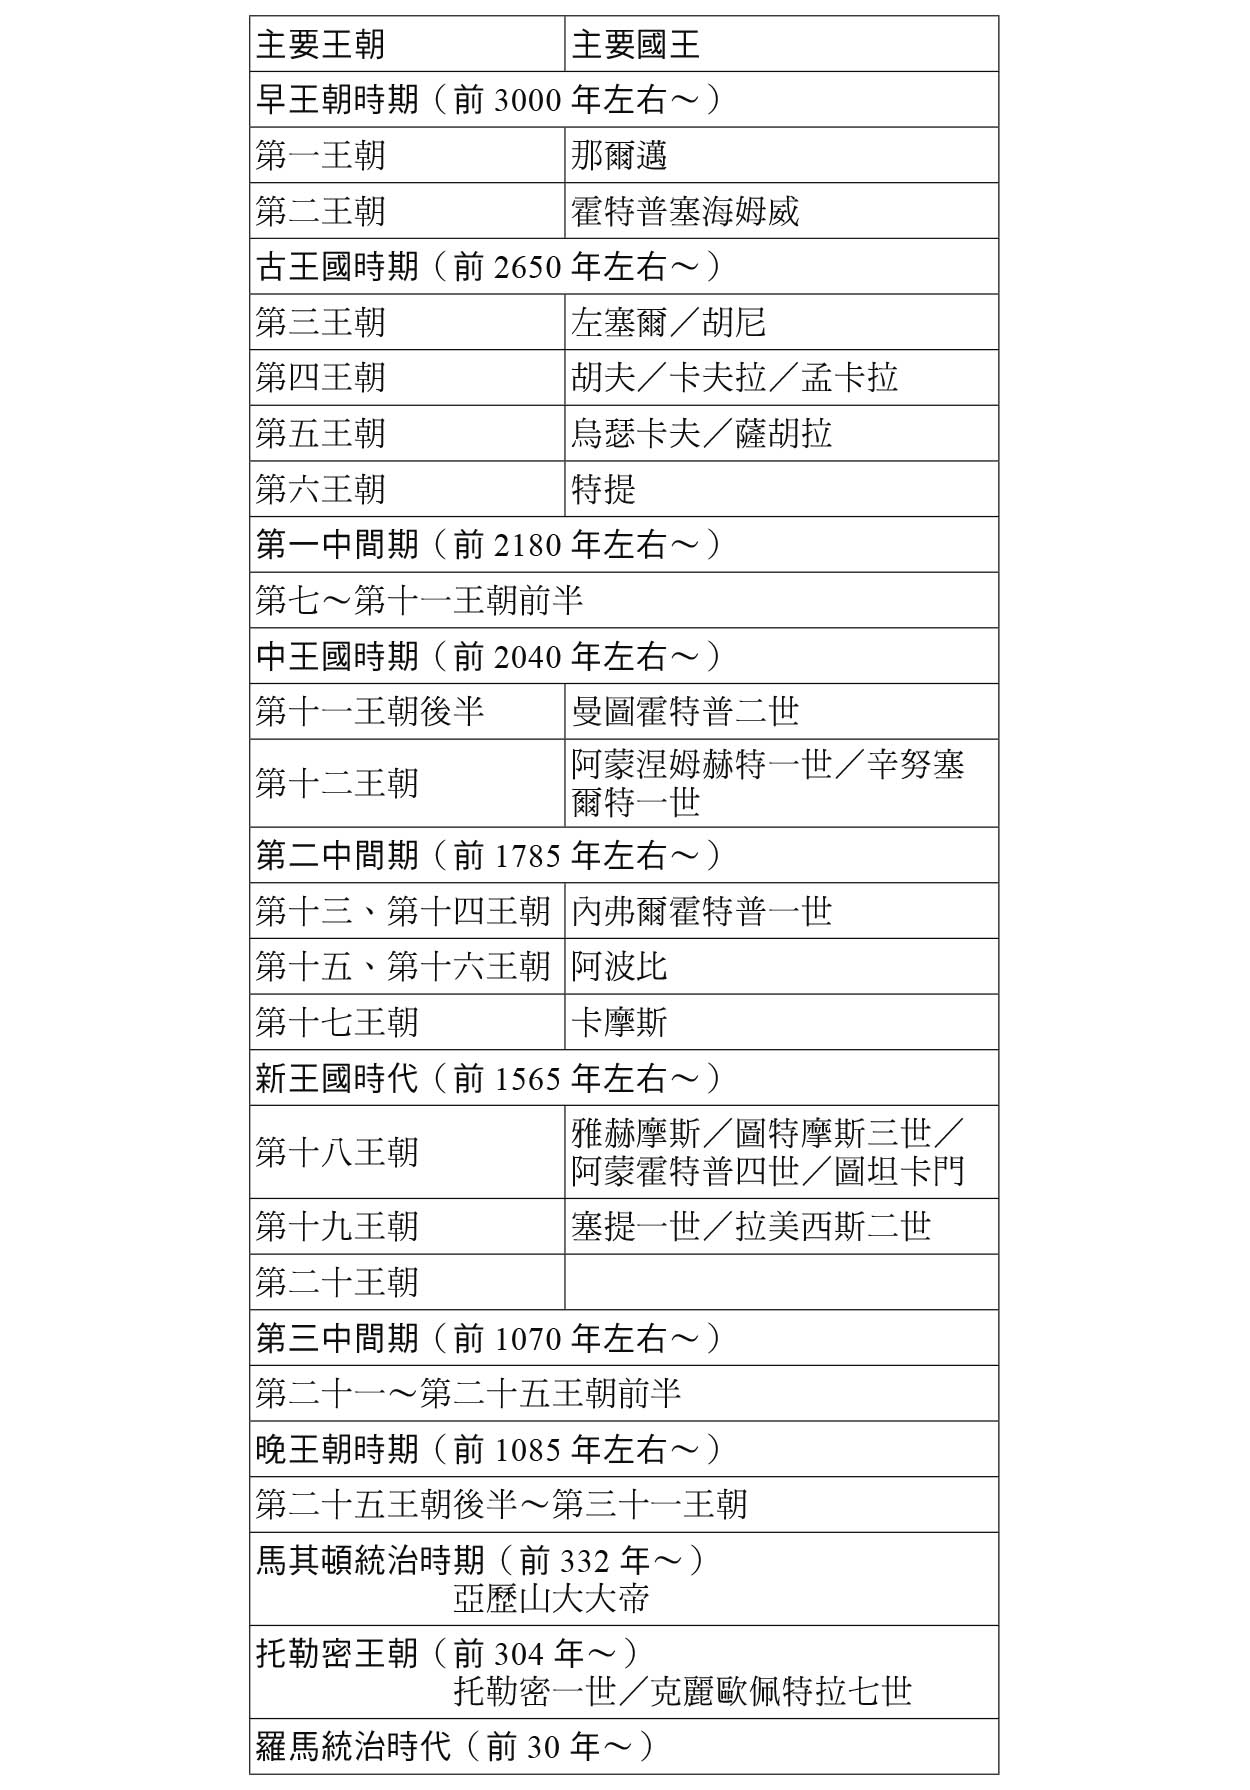 主要王朝 主要國王
早王朝時期（前 3000 年左右～）
第一王朝 那爾邁
第二王朝 霍特普塞海姆威
古王國時期（前 2650 年左右～）
第三王朝 左塞爾／胡尼
第四王朝 胡夫／卡夫拉／孟卡拉
第五王朝 烏瑟卡夫／薩胡拉
第六王朝 特提
第一中間期（前 2180 年左右～）
第七～第十一王朝前半
中王國時期（前 2040 年左右～）
第十一王朝後半 曼圖霍特普二世
第十二王朝 阿蒙涅姆赫特一世／辛努塞
爾特一世
第二中間期（前 1785 年左右～）
第十三、第十四王朝 內弗爾霍特普一世
第十五、第十六王朝 阿波比
第十七王朝 卡摩斯
新王國時代（前 1565 年左右～）
第十八王朝 雅赫摩斯／圖特摩斯三世／
阿蒙霍特普四世／圖坦卡門
第十九王朝 塞提一世／拉美西斯二世
第二十王朝
第三中間期（前 1070 年左右～）
第二十一～第二十五王朝前半
晚王朝時期（前 1085 年左右～）
第二十五王朝後半～第三十一王朝
馬其頓統治時期（前 332 年～）
亞歷山大大帝
托勒密王朝（前 304 年～）
托勒密一世／克麗歐佩特拉七世
羅馬統治時代（前 30 年～）